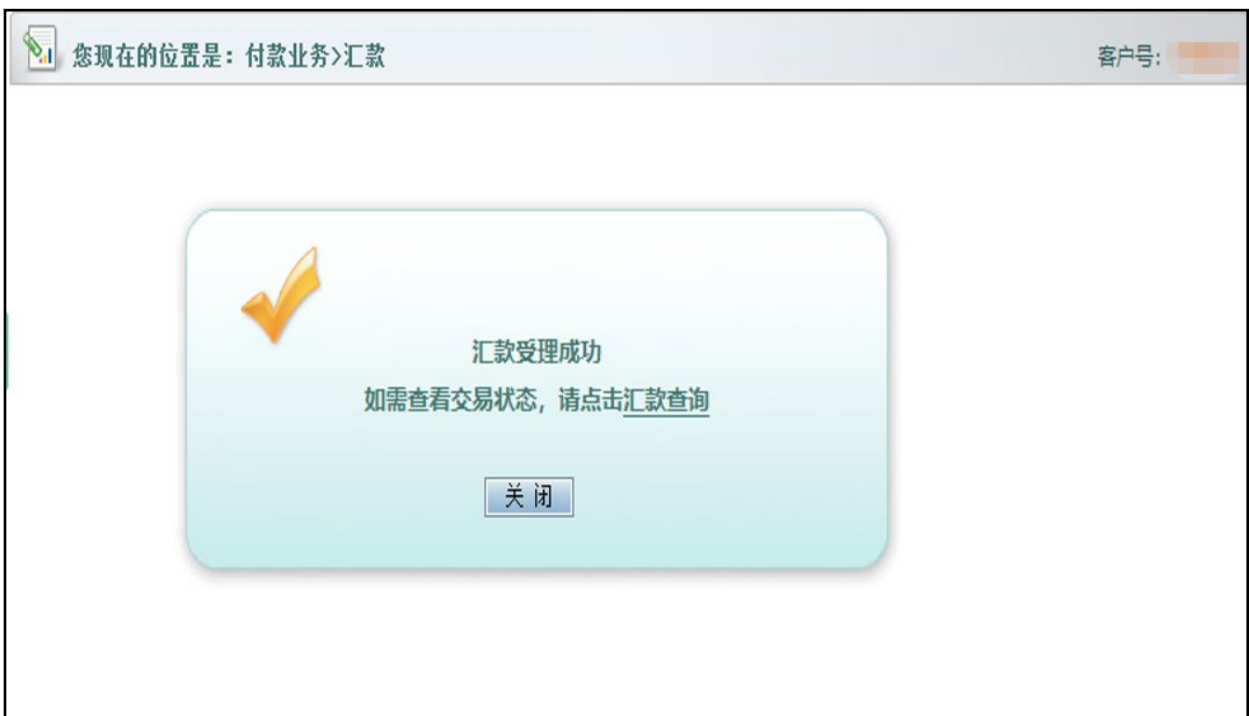 您现在的位置是：付款业务>汇款
客户号:
汇款受理成功
如需查看交易状态，请点击汇款查询
关 闭